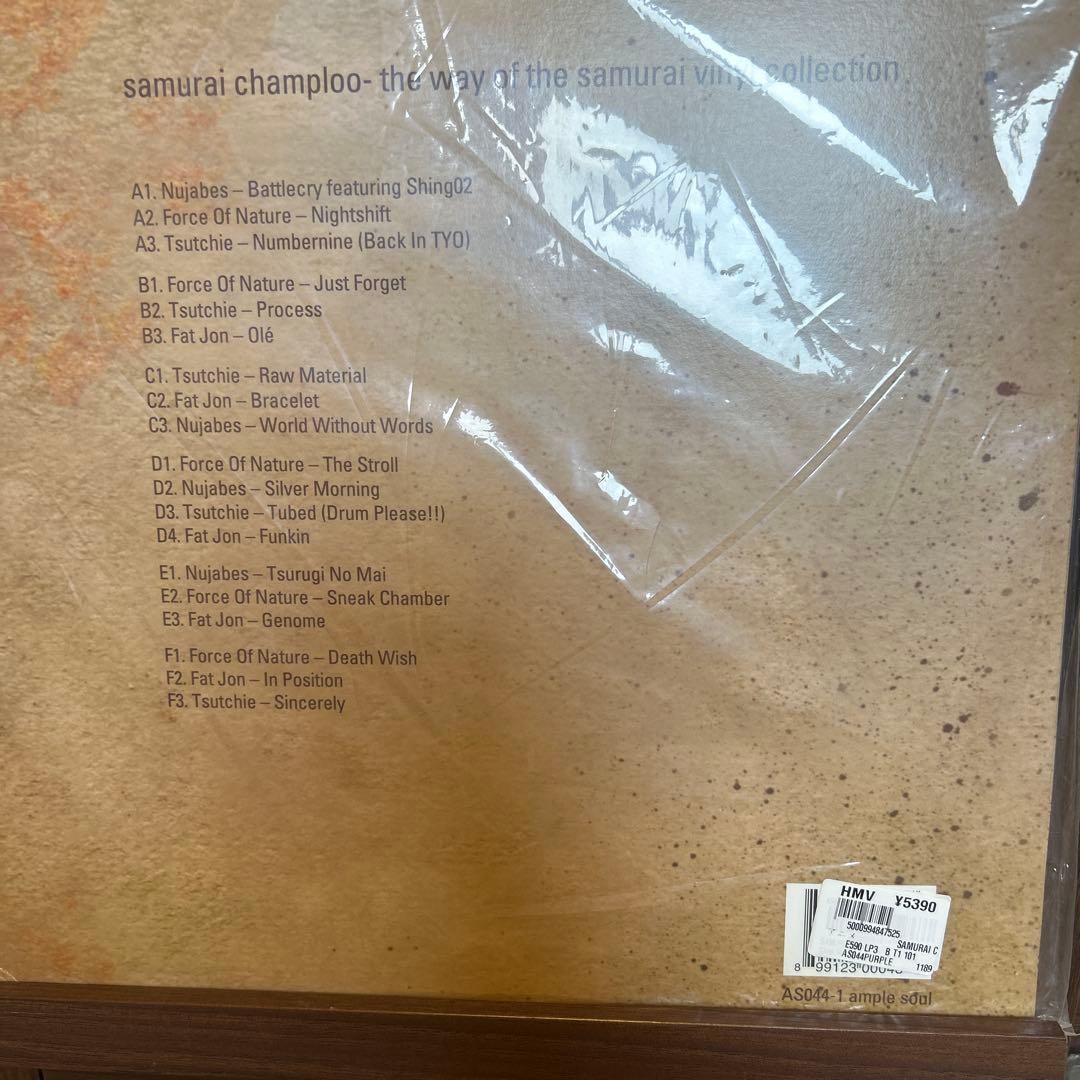 samurai champloo- the way of the samurai vinyl collection
A1. Nujabes – Battlecry featuring Shing02
A2. Force Of Nature – Nightshift
A3. Tsutchie – Numbernine (Back In TYO)
B1. Force Of Nature – Just Forget
B2. Tsutchie – Process
B3. Fat Jon – Olé
C1. Tsutchie – Raw Material
C2. Fat Jon – Bracelet
C3. Nujabes – World Without Words
D1. Force Of Nature – The Stroll
D2. Nujabes – Silver Morning
D3. Tsutchie – Tubed (Drum Please!!)
D4. Fat Jon – Funkin
E1. Nujabes – Tsurugi No Mai
E2. Force Of Nature – Sneak Chamber
E3. Fat Jon – Genome
F1. Force Of Nature – Death Wish
F2. Fat Jon – In Position
F3. Tsutchie – Sincerely
HMV ¥5390
5000994847525
SAMURAI C
E590 LP3 B T1 101
AS044PURPLE 1189
AS044-1 ample soul